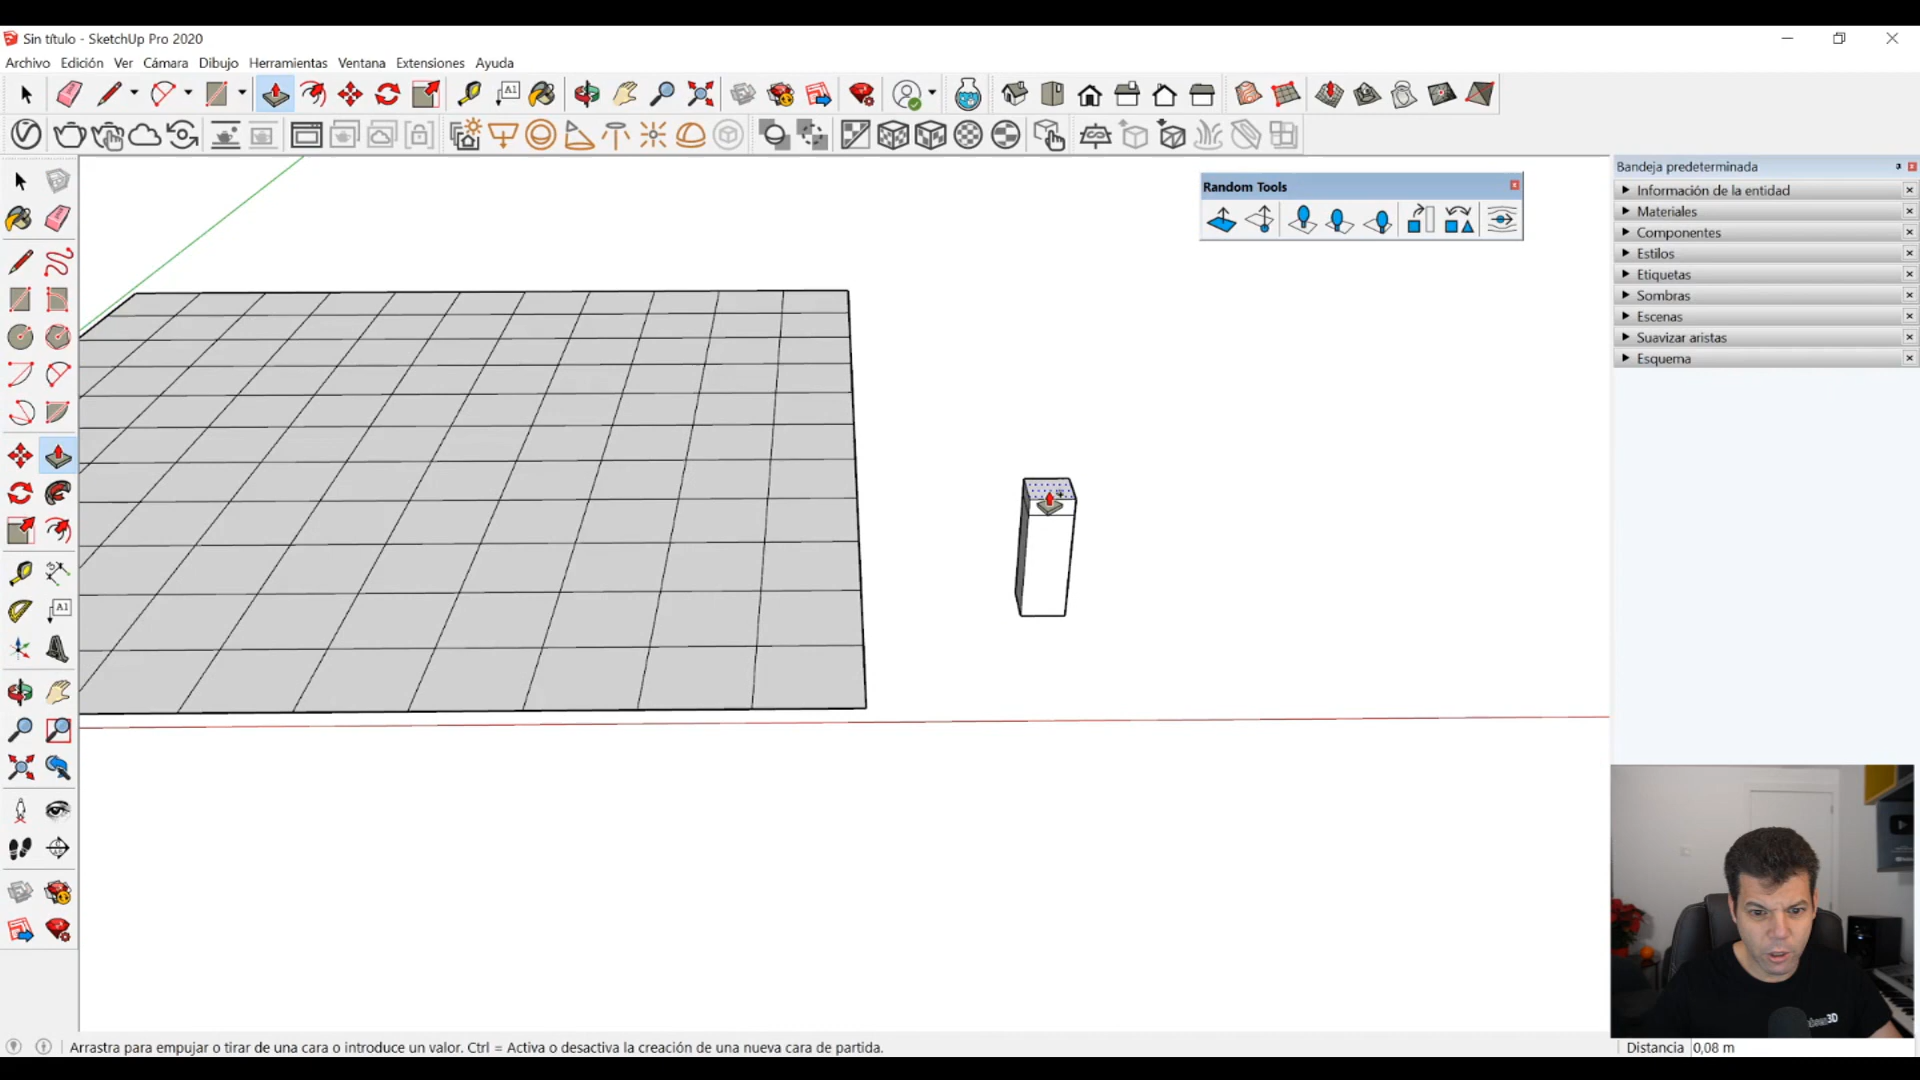 Sin título - SketchUp Pro 2020
Archivo Edición Ver Cámara Dibujo Herramientas Ventana Extensiones Ayuda
A1
Random Tools
Bandeja predeterminada
Información de la entidad
Materiales
Componentes
Estilos
Etiquetas
Sombras
Escenas
Suavizar aristas
Esquema
A1
Arrastra para empujar o tirar de una cara o introduce un valor. Ctrl = Activa o desactiva la creación de una nueva cara de partida.
Distancia 0,08 m